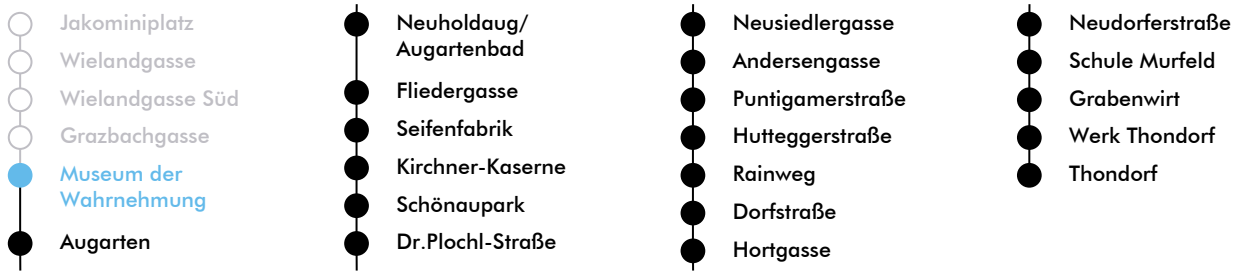 Jakominiplatz
Wielandgasse
Wielandgasse Süd
Grazbachgasse
Museum der
Wahrnehmung
Augarten
Neuholdaug/
Augartenbad
Fliedergasse
Seifenfabrik
Kirchner-Kaserne
Schönaupark
Dr.Plochl-Straße
Neusiedlergasse
Andersengasse
Puntigamerstraße
Hutteggerstraße
Rainweg
Dorfstraße
Hortgasse
Neudorferstraße
Schule Murfeld
Grabenwirt
Werk Thondorf
Thondorf